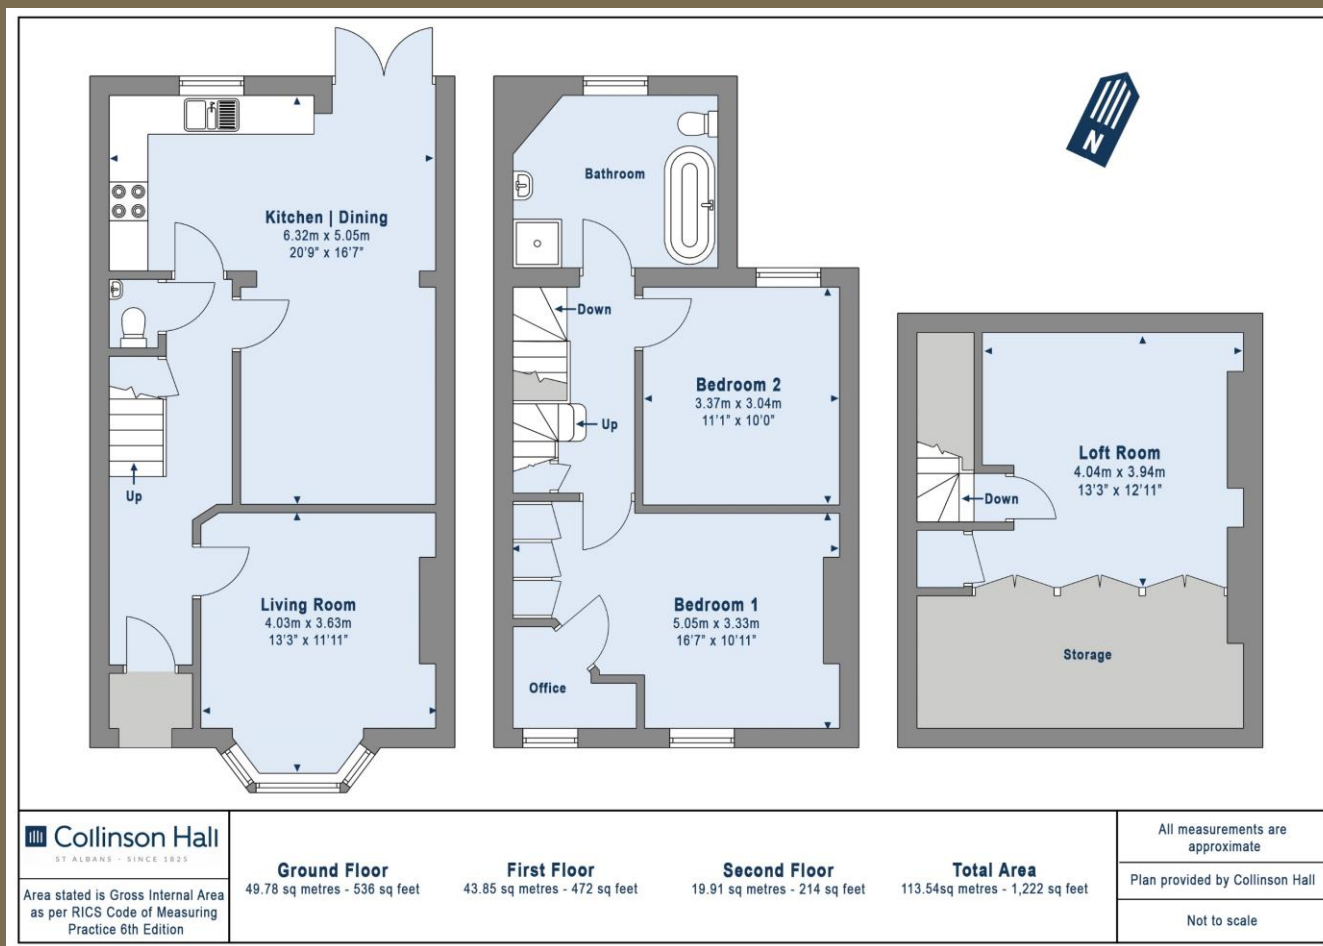 N
Kitchen | Dining
6.32m x 5.05m
20'9" x 16'7"
Up
Living Room
4.03m x 3.63m
13'3" x 11'11"
Bathroom
Down
Bedroom 2
3.37m x 3.04m
11'1" x 10'0"
Up
Bedroom 1
5.05m x 3.33m
16'7" x 10'11"
Office
Loft Room
4.04m x 3.94m
13'3" x 12'11"
Down
Storage
Collinson Hall
ST ALBANS - SINCE 1825
Area stated is Gross Internal Area
as per RICS Code of Measuring
Practice 6th Edition
Ground Floor
49.78 sq metres - 536 sq feet
First Floor
43.85 sq metres - 472 sq feet
Second Floor
19.91 sq metres - 214 sq feet
Total Area
113.54sq metres - 1,222 sq feet
All measurements are
approximate
Plan provided by Collinson Hall
Not to scale